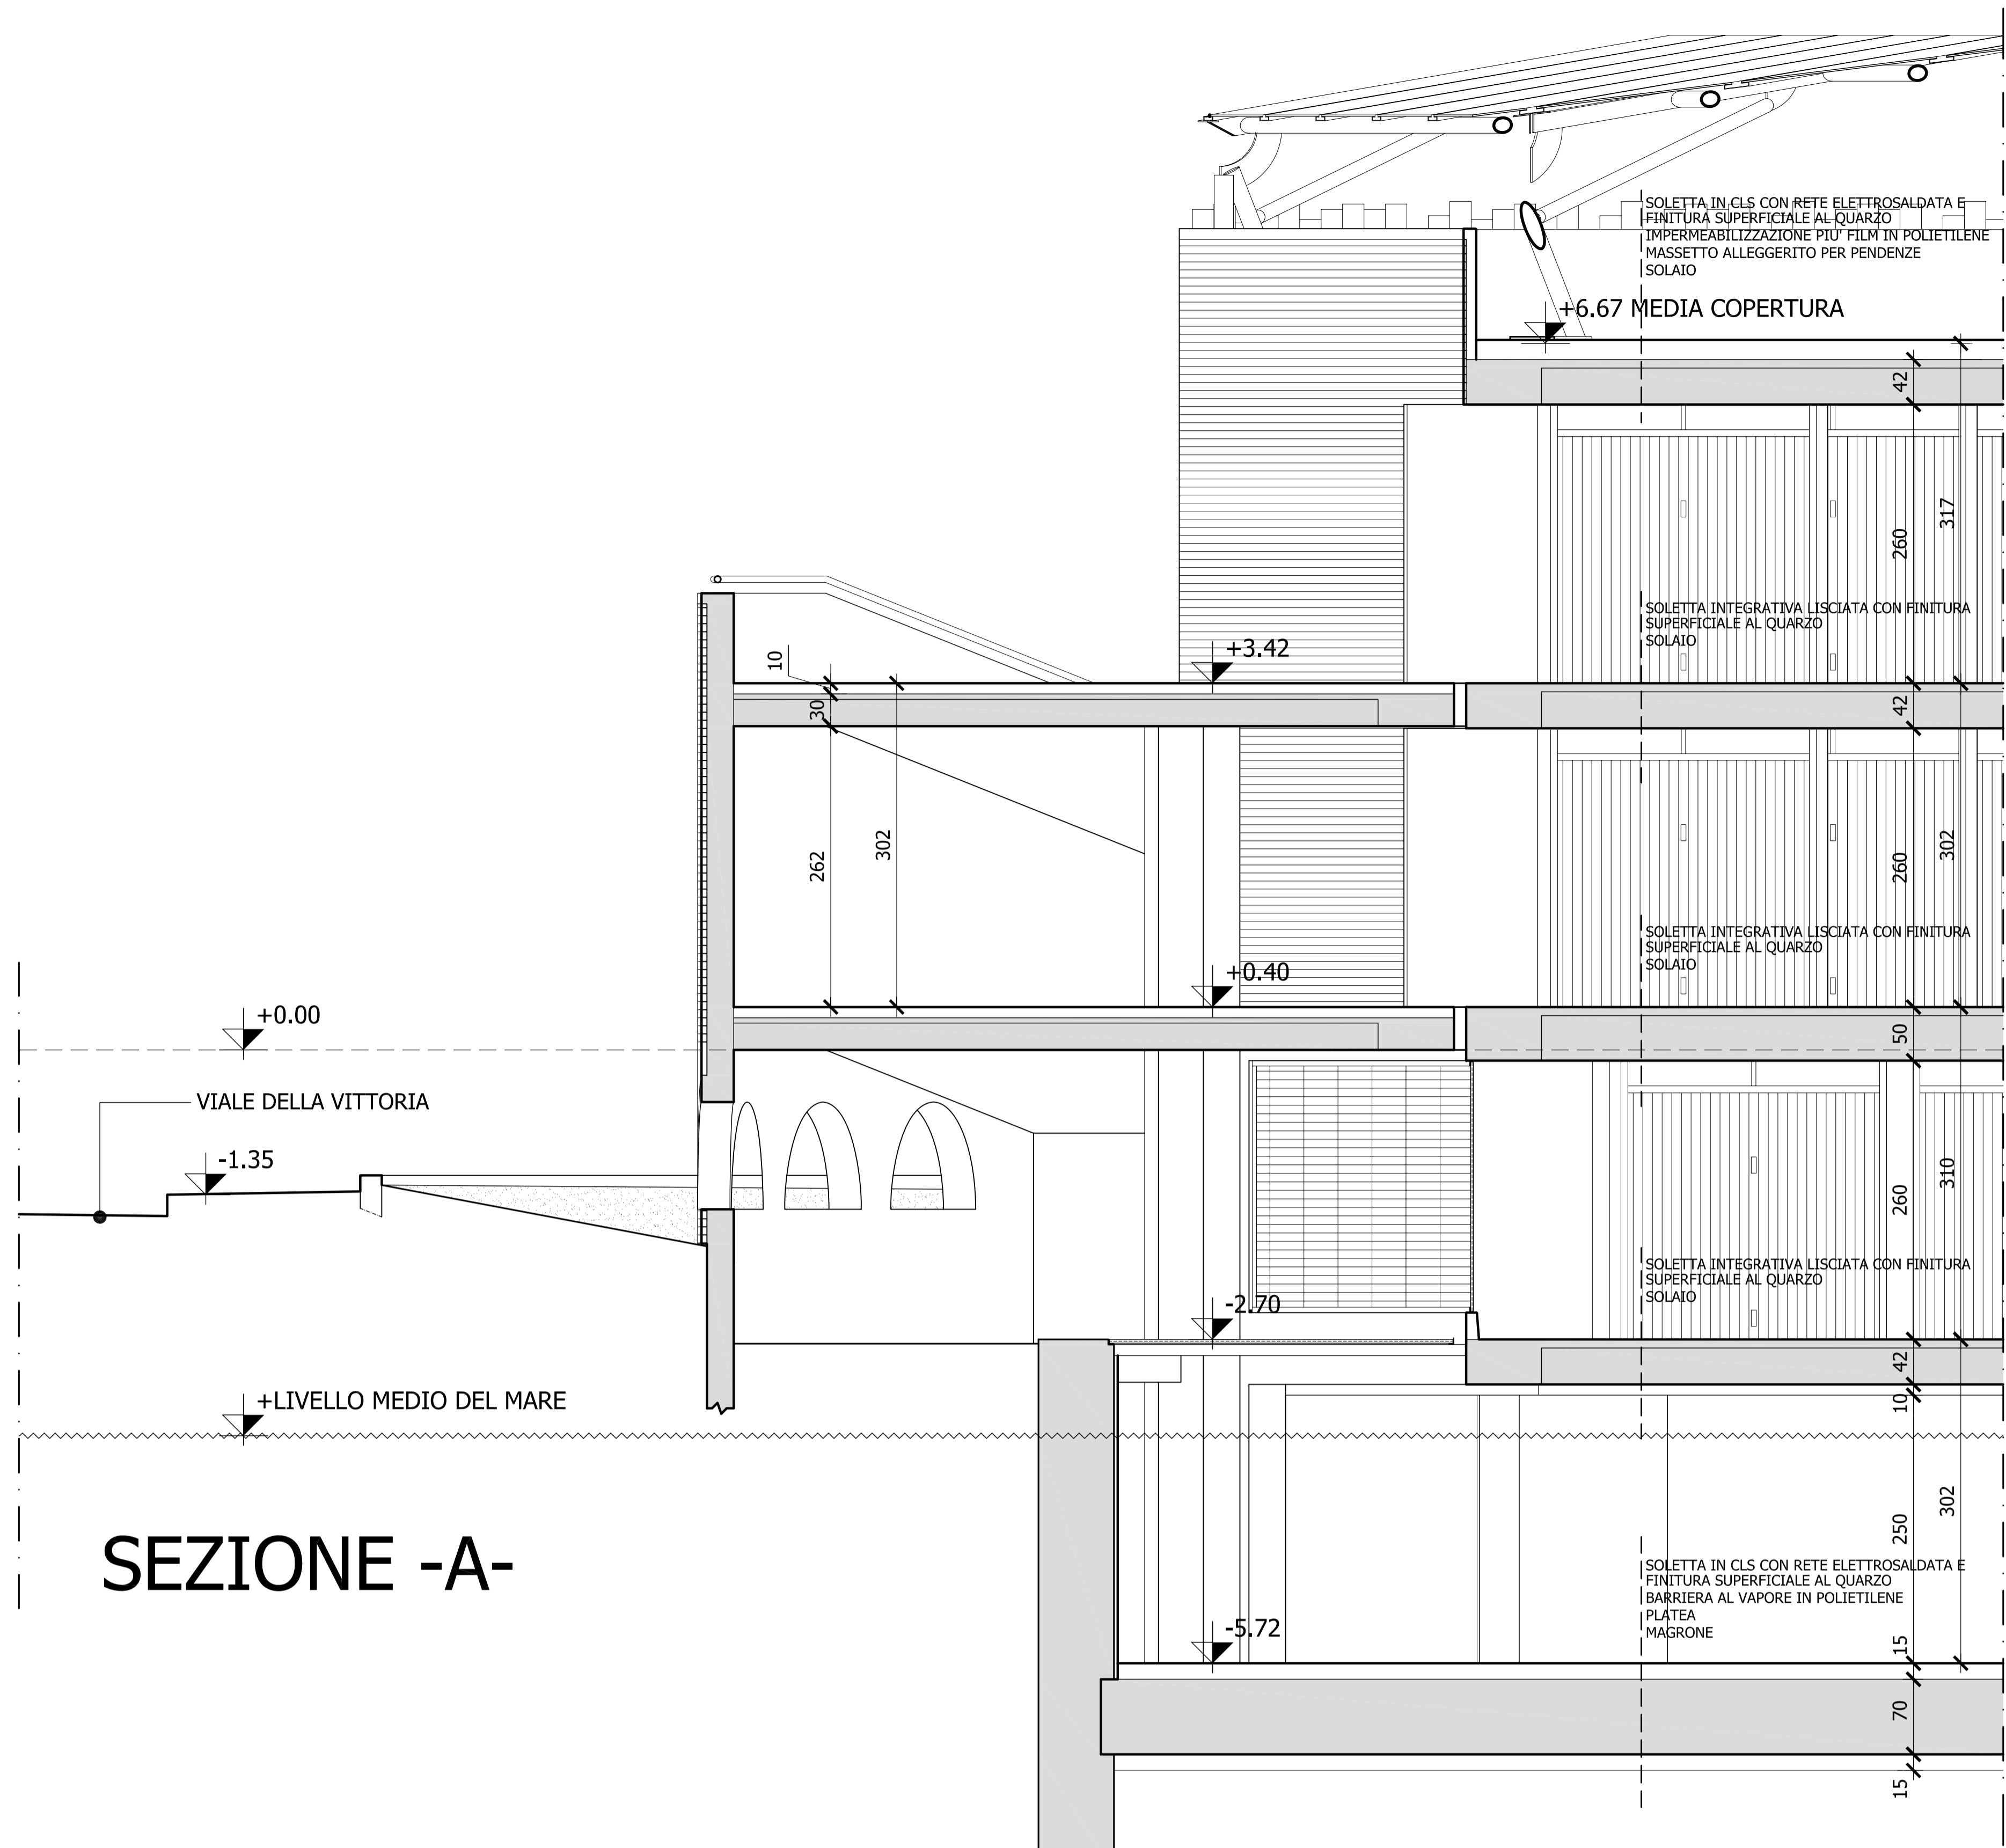 SOLETTA IN CLS CON RETE ELETTROSALDATA E
FINITURA SUPERFICIALE AL QUARZO
IMPERMEABILIZZAZIONE PIU' FILM IN POLIETILENE
MASSETTO ALLEGGERITO PER PENDENZE
SOLAIO
+6.67 MEDIA COPERTURA
42
317
260
SOLETTA INTEGRATIVA LISCIATA CON FINITURA
SUPERFICIALE AL QUARZO
SOLAIO
+3.42
10
30
42
262
302
260
302
SOLETTA INTEGRATIVA LISCIATA CON FINITURA
SUPERFICIALE AL QUARZO
SOLAIO
+0.40
+0.00
50
VIALE DELLA VITTORIA
-1.35
260
310
SOLETTA INTEGRATIVA LISCIATA CON FINITURA
SUPERFICIALE AL QUARZO
SOLAIO
-2.70
42
10
+LIVELLO MEDIO DEL MARE
250
302
SEZIONE -A-
SOLETTA IN CLS CON RETE ELETTROSALDATA E
FINITURA SUPERFICIALE AL QUARZO
BARRIERA AL VAPORE IN POLIETILENE
PLATEA
MAGRONE
-5.72
15
70
15